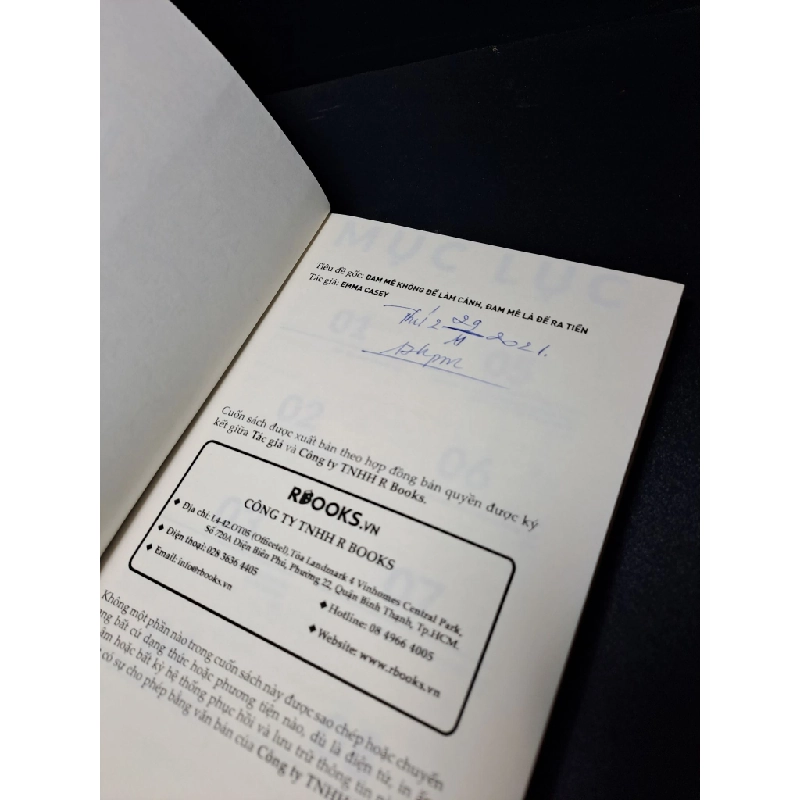 MỤC LỤC
Tiêu đề gốc: ĐAM MÊ KHÔNG ĐỂ LÀM CẢNH, ĐAM MÊ LÀ ĐỂ RA TIỀN
Tác giả: EMMA CASEY
Thứ 2 29/11 2021.
Cuốn sách được xuất bản theo hợp đồng bản quyền được ký
kết giữa Tác giả và Công ty TNHH R Books.
RBOOKS.VN
CÔNG TY TNHH R BOOKS
Địa chỉ: L4-12.OT05 (Officetel), Tòa Landmark 4 Vinhomes Central Park,
Số 720A Điện Biên Phủ, Phường 22, Quận Bình Thạnh, Tp.HCM.
Điện thoại: 028 3636 4405
Hotline: 08 4966 4005
Email: info@rbooks.vn
Website: www.rbooks.vn
Không một phần nào trong cuốn sách này được sao chép hoặc chuyển
bất cứ dạng thức hoặc phương tiện nào, dù là điện tử, in
hoặc bất kỳ hệ thống phục hồi và lưu trữ thông tin
có sự cho phép bằng văn bản của Công ty TNHH